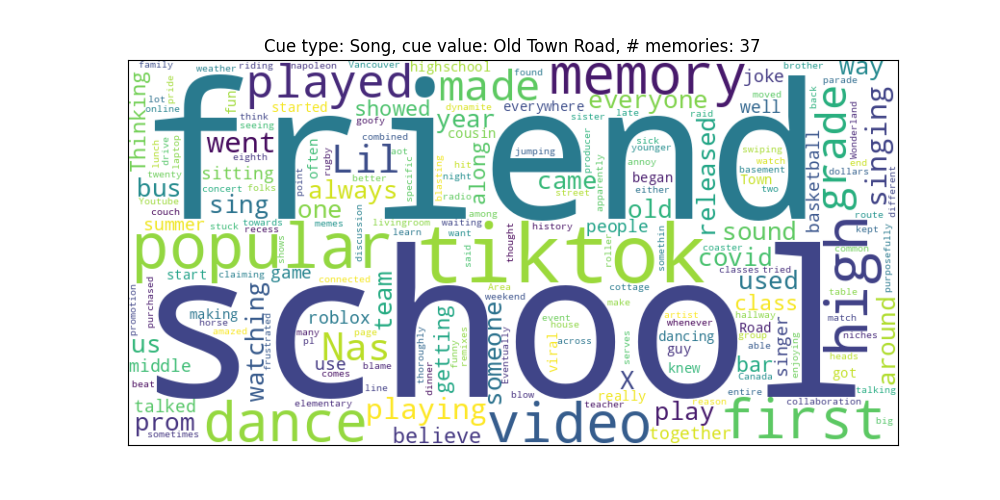 Cue type: Song, cue value: Old Town Road, # memories: 37
family weather riding napoleon Vancouver highschool found brother way
pride played made memory joke parade
lot online fun started showed everywhere everyone well moved back
Thinking think seeing goofy year cousin dynamite sister late raid
friend
went often combined Lil along jumping producer sick younger swiping Wonderland grade singing
lunch drive laptop eighth rugby aot specific blasting hit released annoy watch end
sitting point better night came apparently began basement dollars
bus twenty concert folks always radio street either Town two basketball
Youtube couch sing one among old route
summer stuck towards memes livingroom waiting history people sound kept
recess discussion learn want thought somethin
popular tiktok
shows said roller coaster covid common purposefully different
start claiming game connected Area cottage classes tried table high
promotion purchased making watching team weekend make used class
school
horse roblox someone event artist whenever hallway match around
us amazed frustrated many page house dancing Road group singer niches
middle pl Nas thoroughly getting funny remixes Eventually viral across serves guy able enjoying
use comes blame dinner knew bar Canada got heads
beat elementary line X really entire talking
talked dance playing blow teacher play reason collaboration
prom sometimes believe video together first big